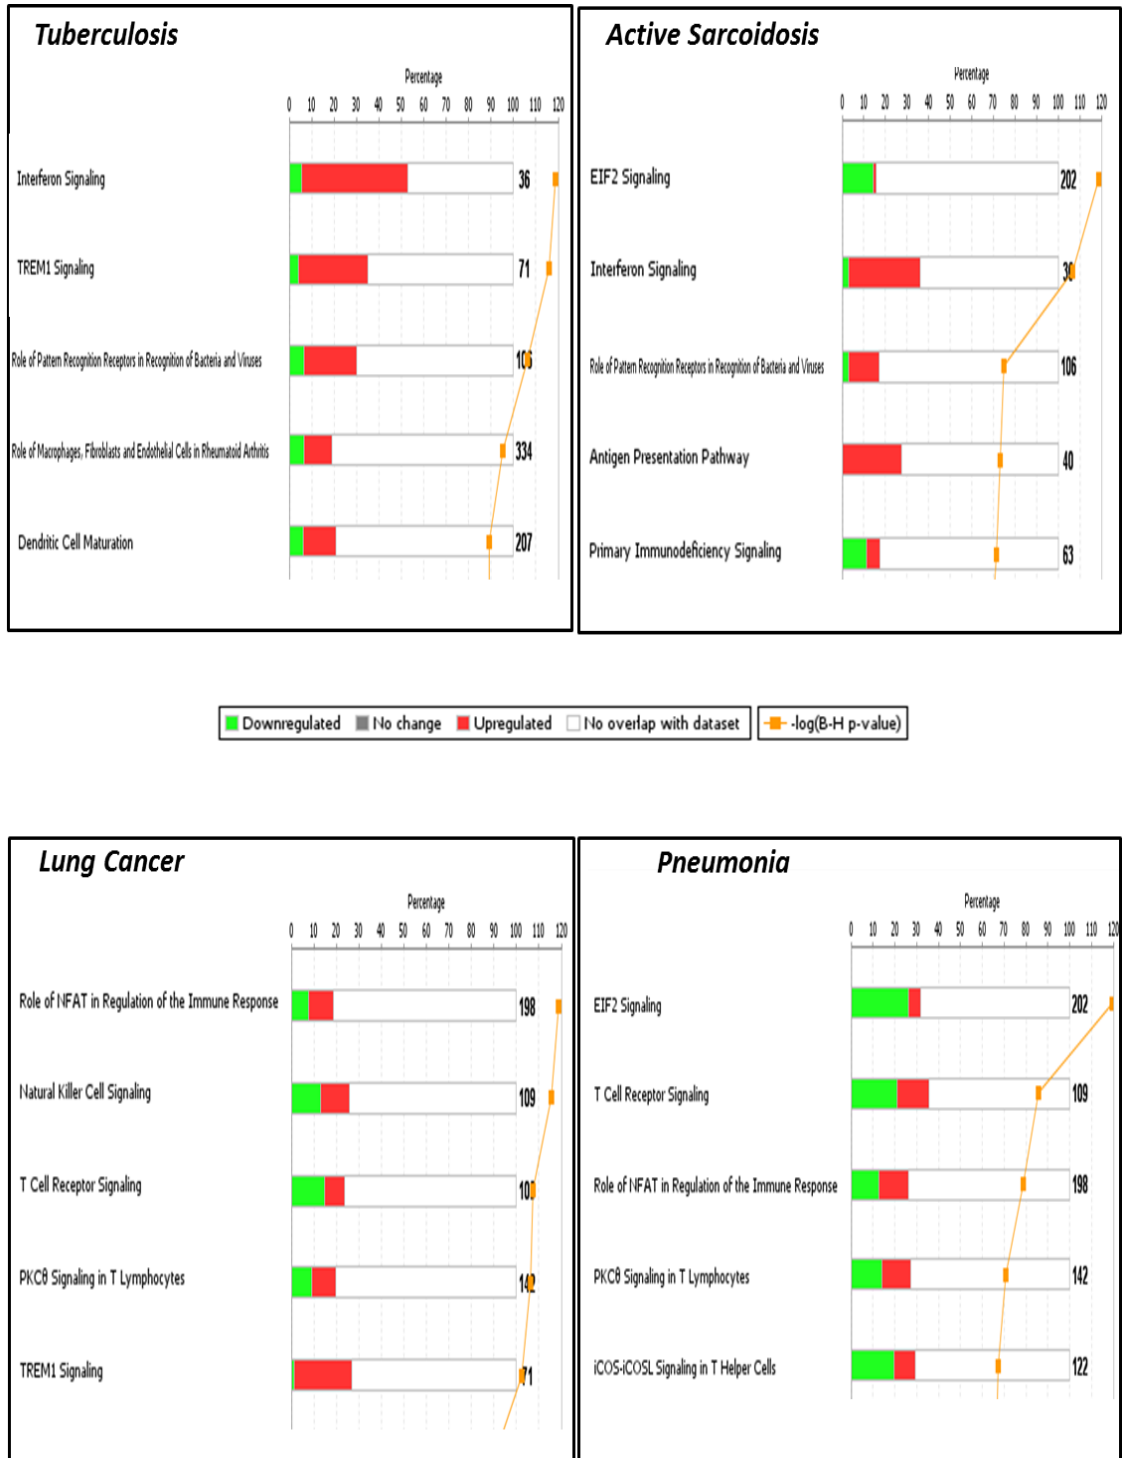 Tuberculosis
Percentage
0 10 20 30 40 50 60 70 80 90 100 110 120
Interferon Signaling 36
TREM1 Signaling 71
Role of Pattern Recognition Receptors in Recognition of Bacteria and Viruses 106
Role of Macrophages, Fibroblasts and Endothelial Cells in Rheumatoid Arthritis 334
Dendritic Cell Maturation 207
Active Sarcoidosis
Percentage
0 10 20 30 40 50 60 70 80 90 100 110 120
EIF2 Signaling 202
Interferon Signaling
Role of Pattern Recognition Receptors in Recognition of Bacteria and Viruses 106
Antigen Presentation Pathway 40
Primary Immunodeficiency Signaling 63
Downregulated No change Upregulated No overlap with dataset -log(B-H p-value)
Lung Cancer
Percentage
0 10 20 30 40 50 60 70 80 90 100 110 120
Role of NFAT in Regulation of the Immune Response 198
Natural Killer Cell Signaling 109
T Cell Receptor Signaling
PKCθ Signaling in T Lymphocytes 142
TREM1 Signaling 71
Pneumonia
Percentage
0 10 20 30 40 50 60 70 80 90 100 110 120
EIF2 Signaling 202
T Cell Receptor Signaling 109
Role of NFAT in Regulation of the Immune Response 198
PKCθ Signaling in T Lymphocytes 142
iCOS-iCOSL Signaling in T Helper Cells 122